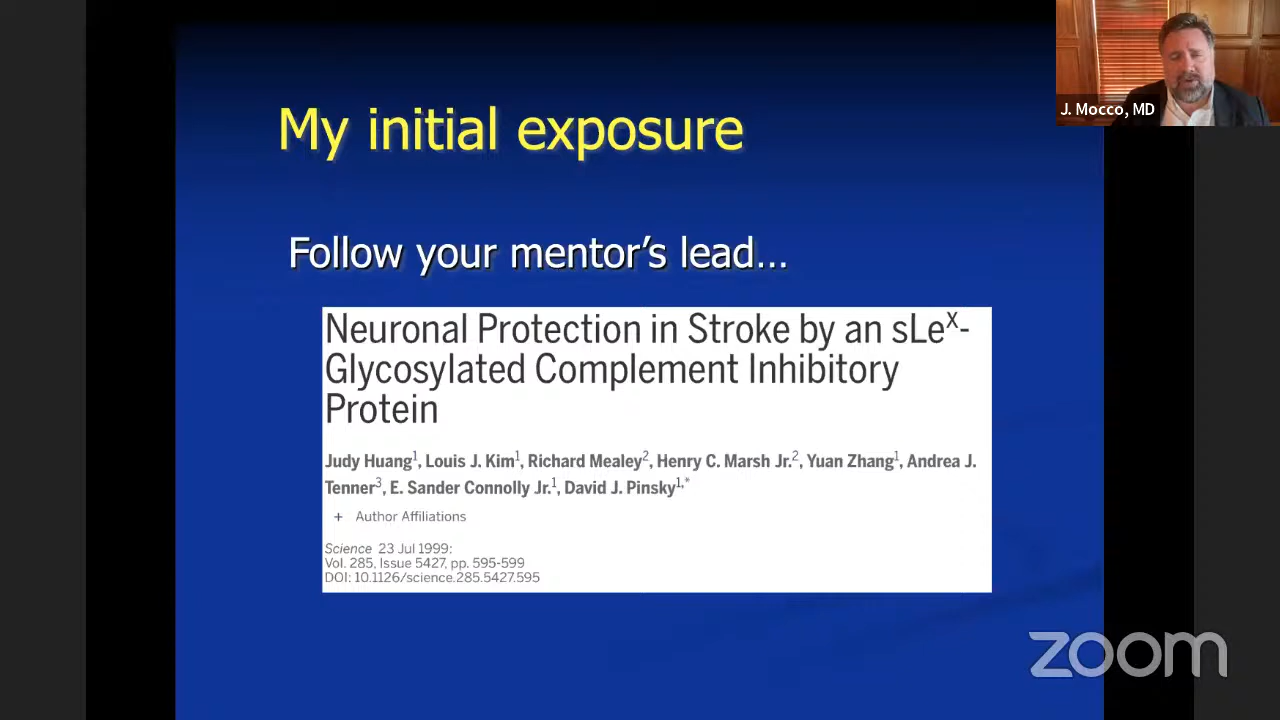 My initial exposure
J. Mocco, MD
Follow your mentor's lead...
Neuronal Protection in Stroke by an sLeˣ-
Glycosylated Complement Inhibitory
Protein
Judy Huang¹, Louis J. Kim¹, Richard Mealey², Henry C. Marsh Jr.², Yuan Zhang¹, Andrea J.
Tenner³, E. Sander Connolly Jr.¹, David J. Pinsky¹,*
+ Author Affiliations
Science 23 Jul 1999:
Vol. 285, Issue 5427, pp. 595-599
DOI: 10.1126/science.285.5427.595
zoom